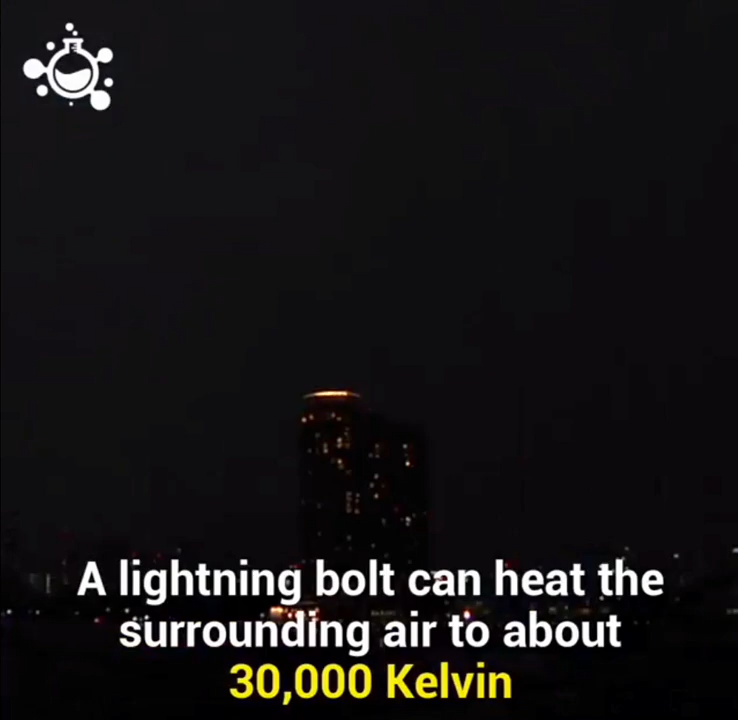 A lightning bolt can heat the
surrounding air to about
30,000 Kelvin